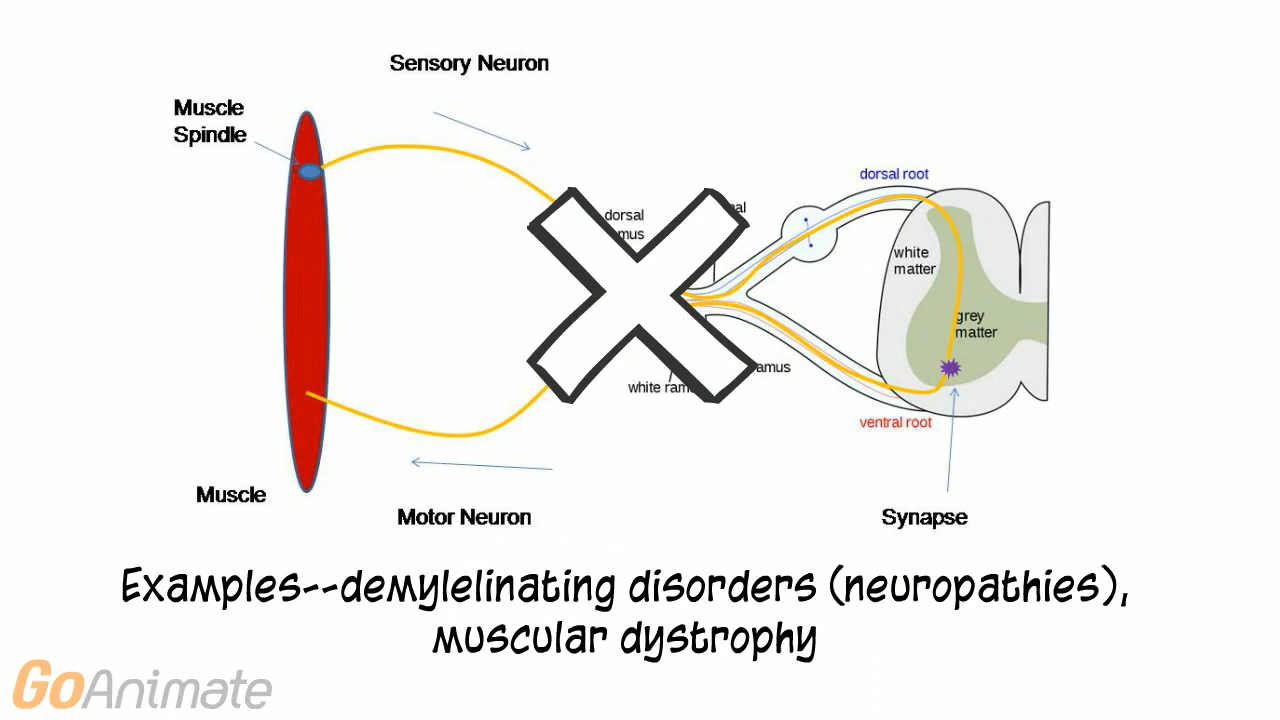 Sensory Neuron
Muscle
Spindle
dorsal root
dorsal
white
matter
grey
matter
white
ventral root
Muscle
Motor Neuron
Synapse
Examples--demylelinating disorders (neuropathies),
muscular dystrophy
GoAnimate